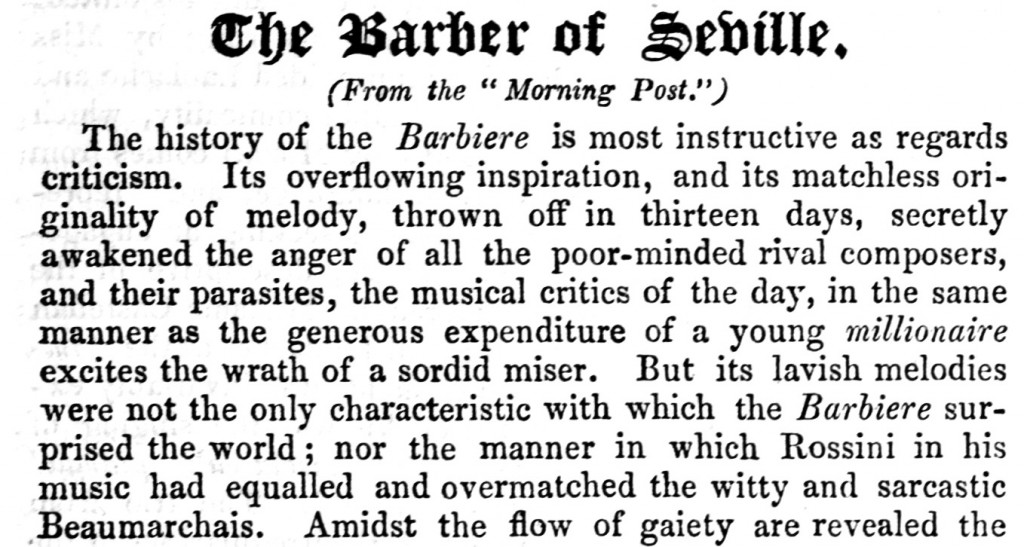 The Barber of Seville.
(From the "Morning Post.")
The history of the Barbiere is most instructive as regards
criticism. Its overflowing inspiration, and its matchless ori-
ginality of melody, thrown off in thirteen days, secretly
awakened the anger of all the poor-minded rival composers,
and their parasites, the musical critics of the day, in the same
manner as the generous expenditure of a young millionaire
excites the wrath of a sordid miser. But its lavish melodies
were not the only characteristic with which the Barbiere sur-
prised the world; nor the manner in which Rossini in his
music had equalled and overmatched the witty and sarcastic
Beaumarchais. Amidst the flow of gaiety are revealed the